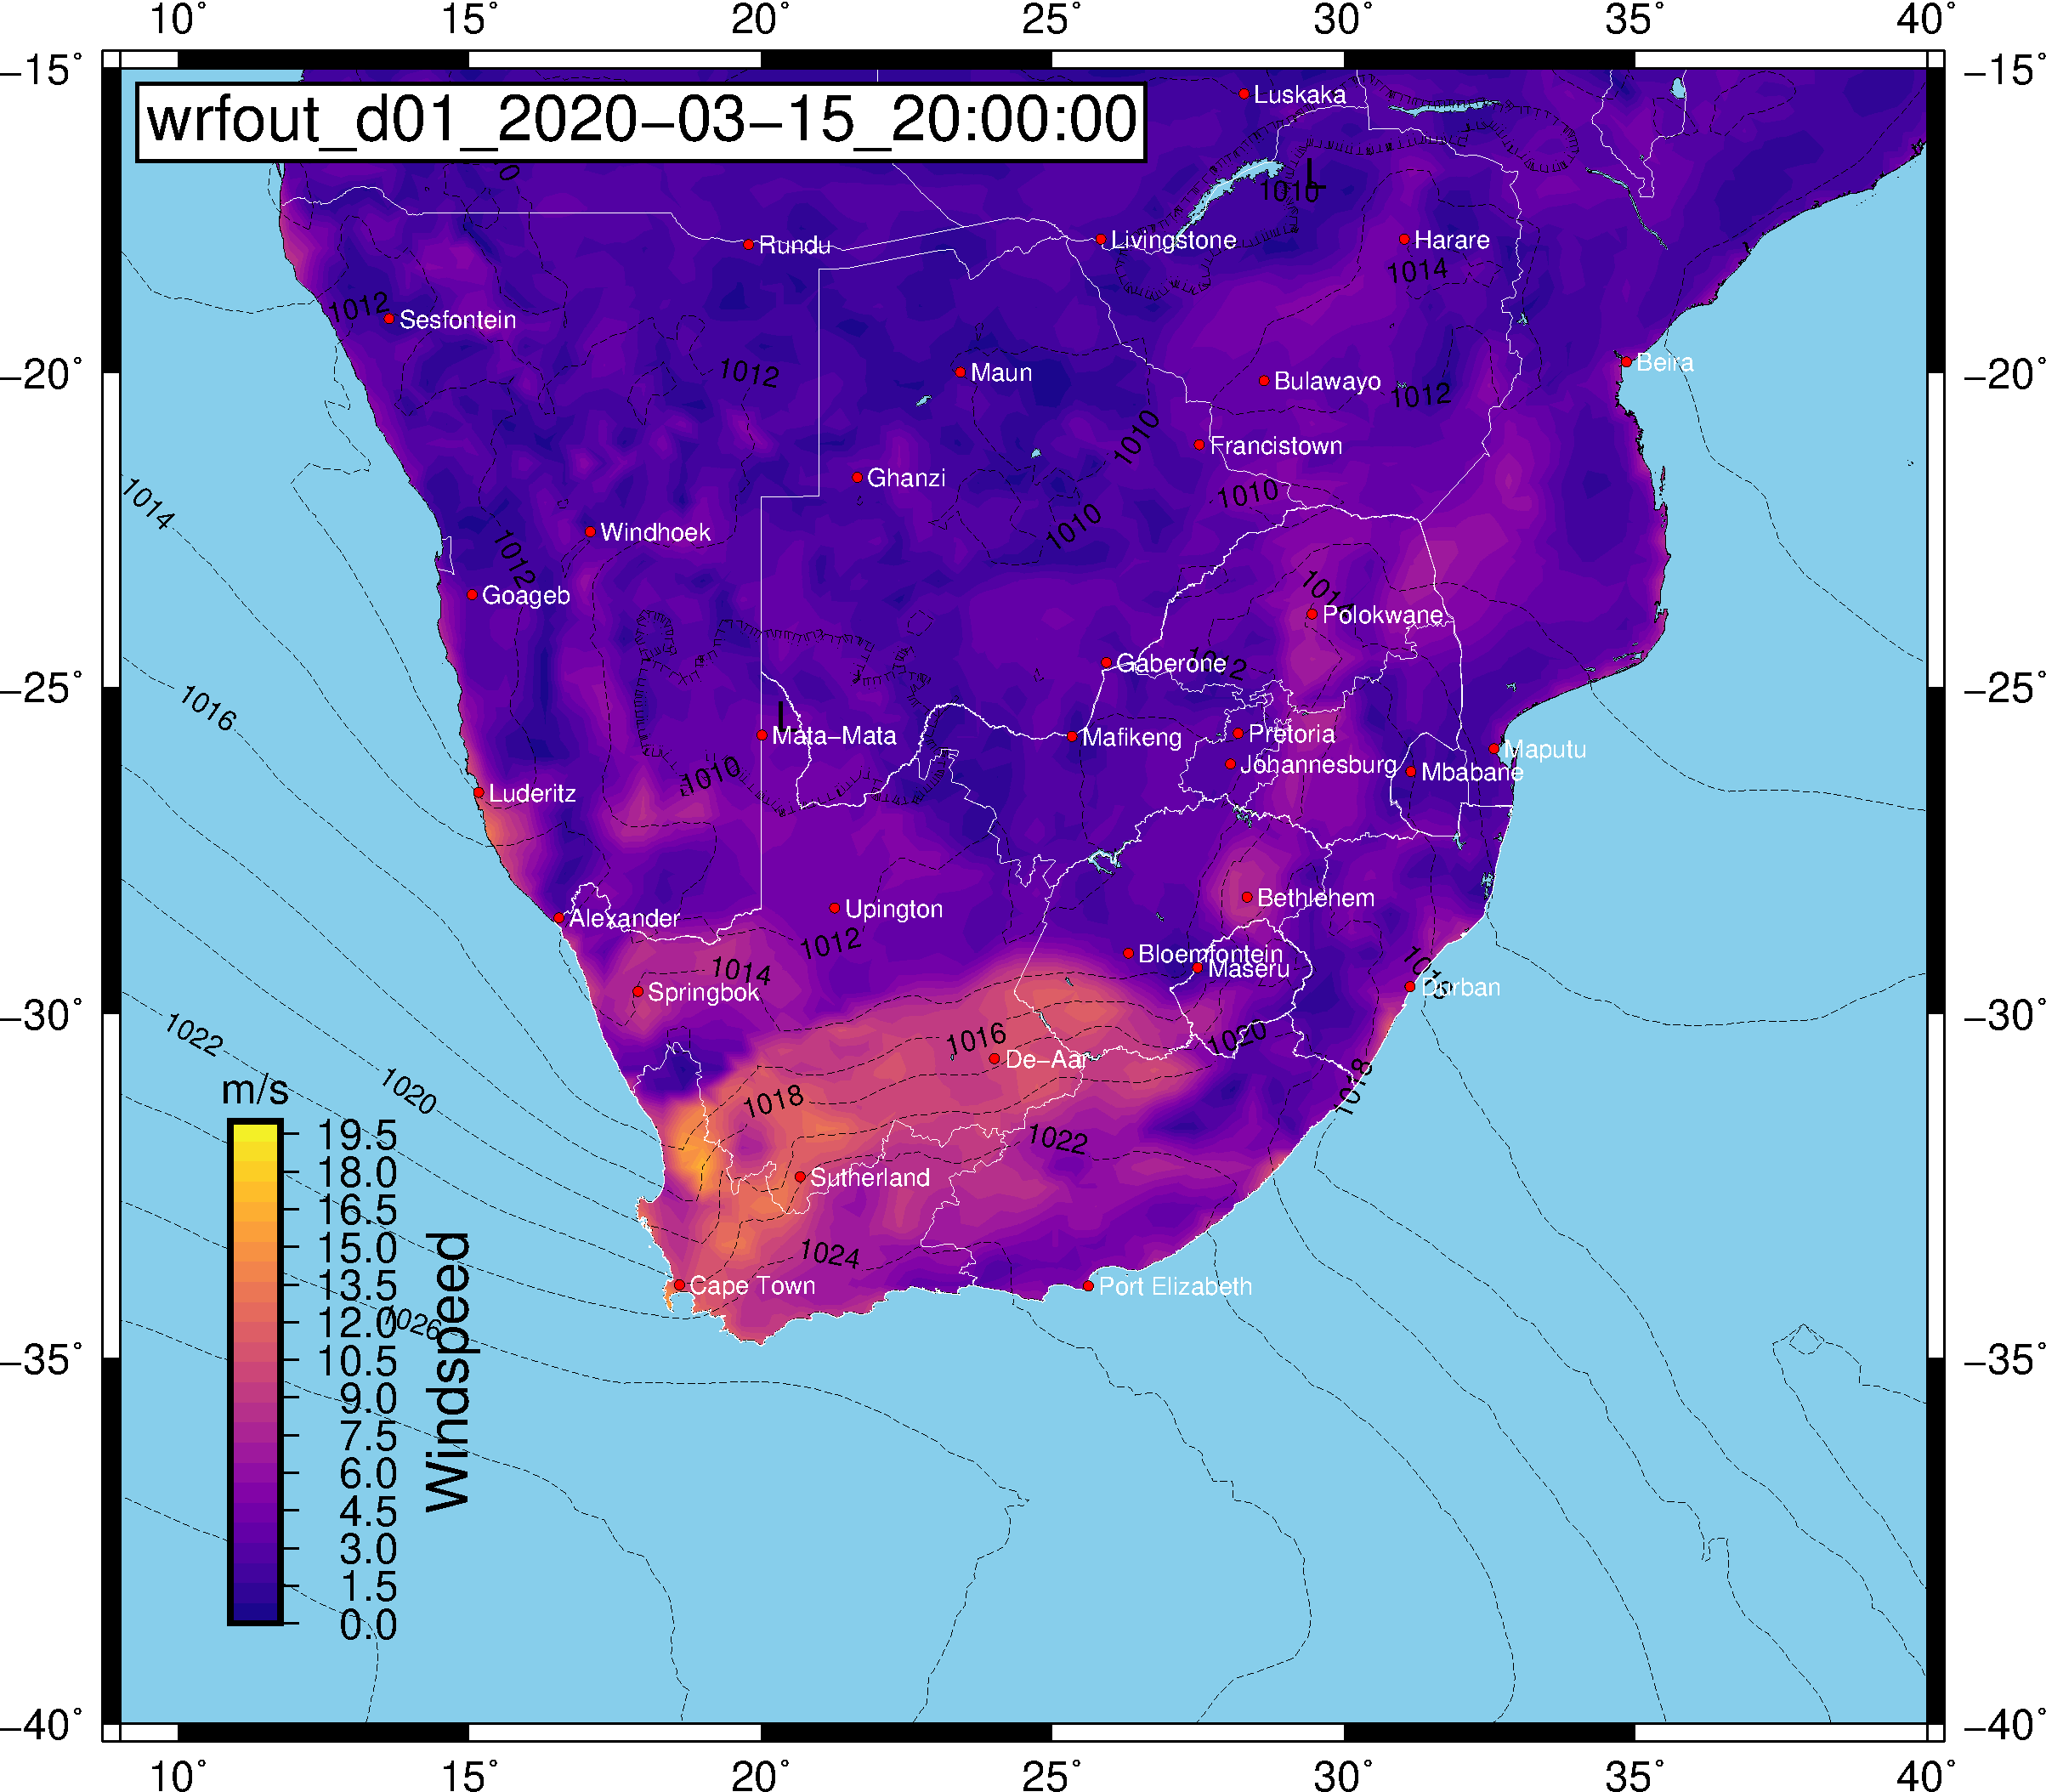 10° 15° 20° 25° 30° 35° 40°
−15° −15°
wrfout_d01_2020−03−15_20:00:00
Luskaka
L
1010
Rundu
Livingstone
Harare
1014
1012
Sesfontein
−20° −20°
1012
Maun
Beira
Bulawayo
1012
1010
Francistown
Ghanzi
1014
1010
1010
Windhoek
1012
Goageb
1014
Polokwane
Gaberone
1012
−25° −25°
1016
L
Mata−Mata
Mafikeng
Pretoria
Maputu
Johannesburg
Mbabane
1010
Luderitz
Bethlehem
Alexander
Upington
1012
Bloemfontein
Maseru
1014
Springbok
Durban
−30° −30°
1022
1016
1020
De−Aar
1020
1018
1018
m/s
1022
19.5
18.0
Sutherland
16.5
15.0
1024
13.5
Cape Town
Port Elizabeth
12.0
1026
−35° −35°
10.5
9.0
Windspeed
7.5
6.0
4.5
3.0
1.5
0.0
−40° −40°
10° 15° 20° 25° 30° 35° 40°